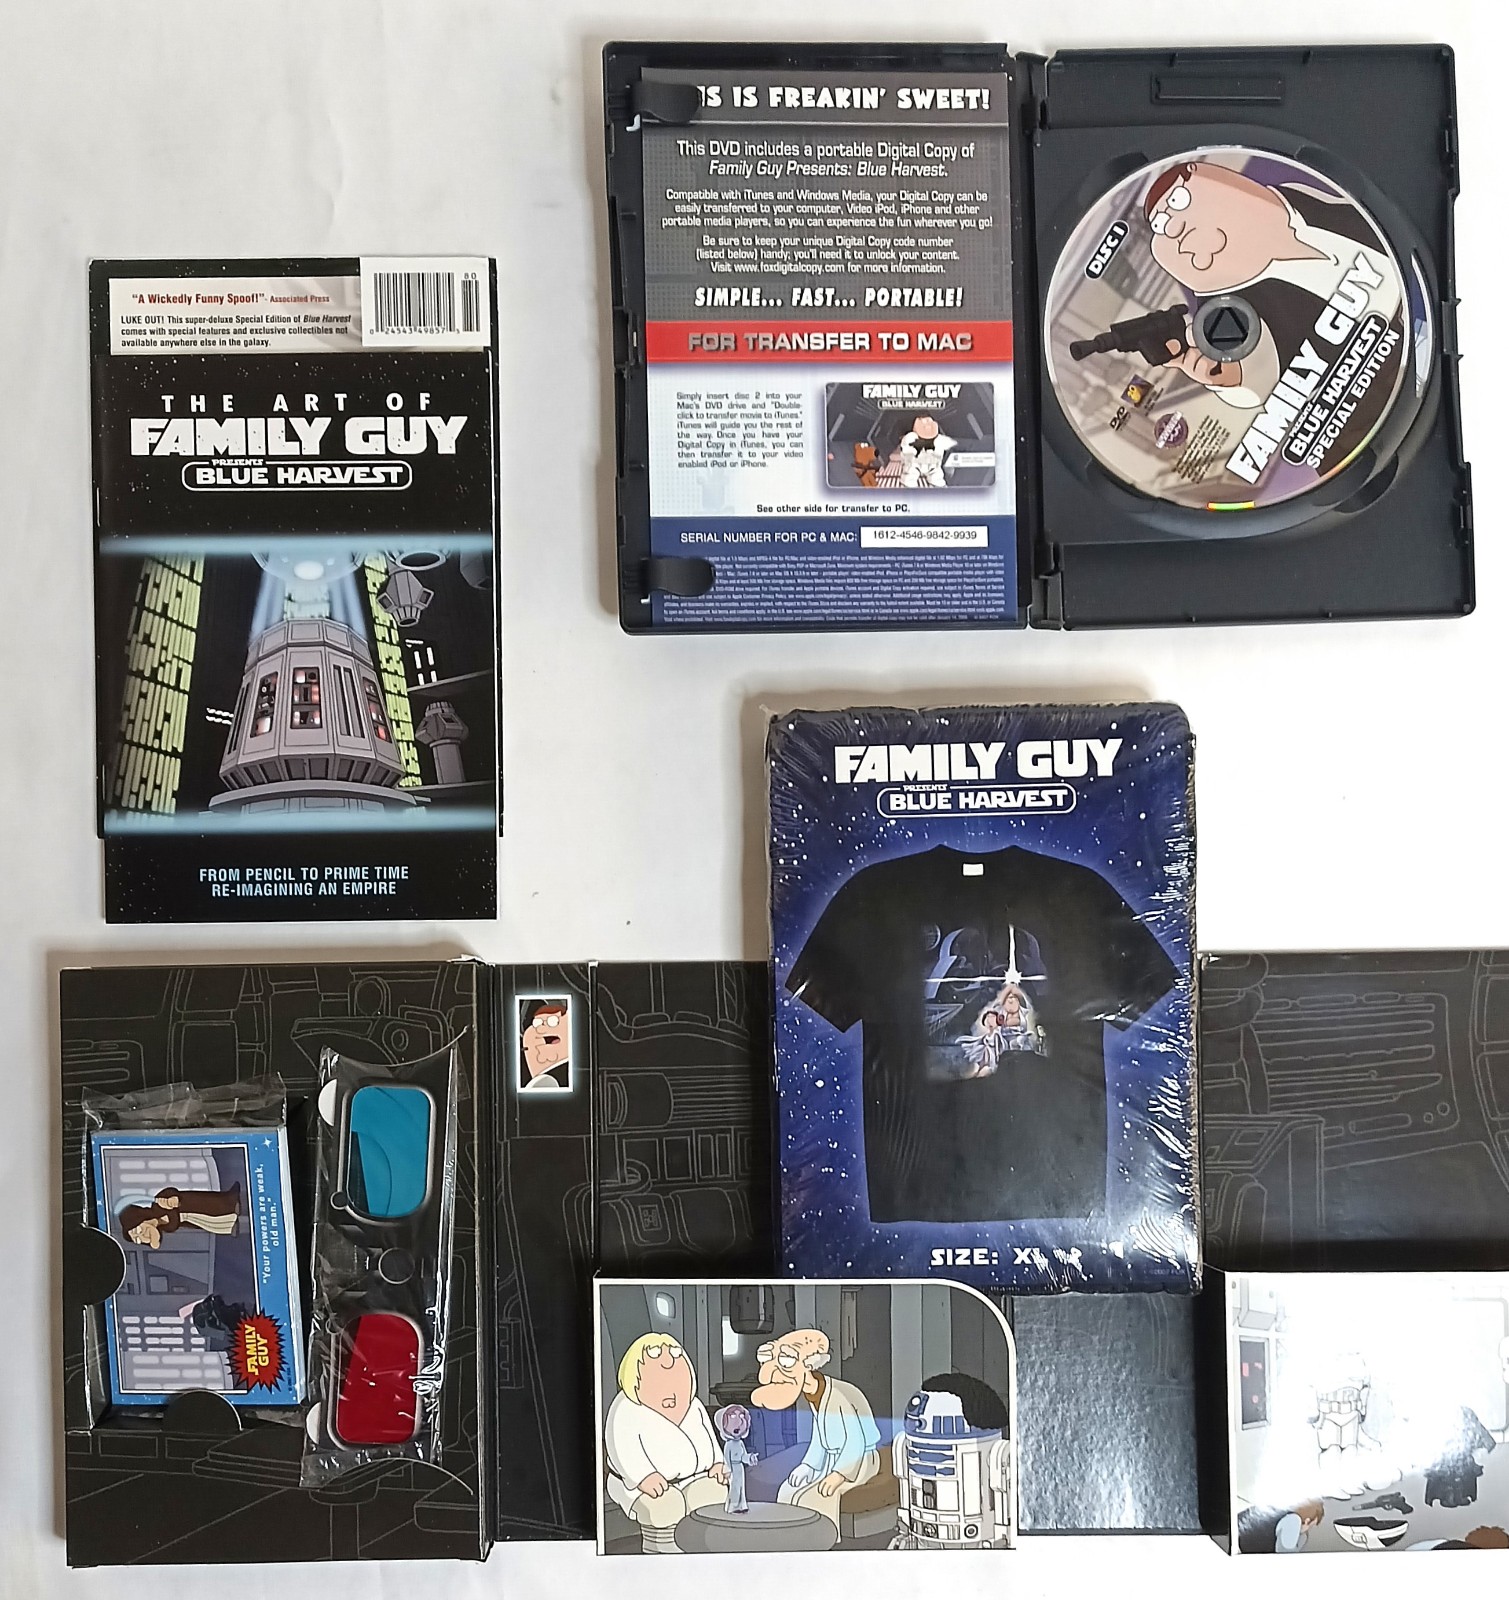 "A Wickedly Funny Spoof!" - Associated Press
LUKE OUT! This super-deluxe Special Edition of Blue Harvest
comes with special features and exclusive collectibles not
available anywhere else in the galaxy.
80
0 24543 49857 5
THE ART OF
FAMILY GUY
PRESENTS
BLUE HARVEST
FROM PENCIL TO PRIME TIME
RE-IMAGINING AN EMPIRE
IS FREAKIN' SWEET!
This DVD includes a portable Digital Copy of
Family Guy Presents: Blue Harvest.
Compatible with iTunes and Windows Media, your Digital Copy can be
easily transferred to your computer, Video iPod, iPhone and other
portable media players, so you can experience the fun wherever you go!
Be sure to keep your unique Digital Copy code number
(listed below) handy; you'll need it to unlock your content.
Visit www.foxdigitalcopy.com for more information.
SIMPLE... FAST... PORTABLE!
FOR TRANSFER TO MAC
Simply insert disc 2 into your
Mac's DVD drive and "Double-
click to transfer movie to iTunes."
iTunes will guide you the rest of
the way. Once you have your
Digital Copy in iTunes, you can
then transfer it to your video
enabled iPod or iPhone.
FAMILY GUY
BLUE HARVEST
See other side for transfer to PC.
SERIAL NUMBER FOR PC & MAC: 1612-4546-9842-9939
DISC 1
DVD
FAMILY GUY
PRESENTS
BLUE HARVEST
SPECIAL EDITION
FAMILY GUY
PRESENTS
BLUE HARVEST
SIZE: XL
"Your powers are weak,
old man."
FAMILY
GUY